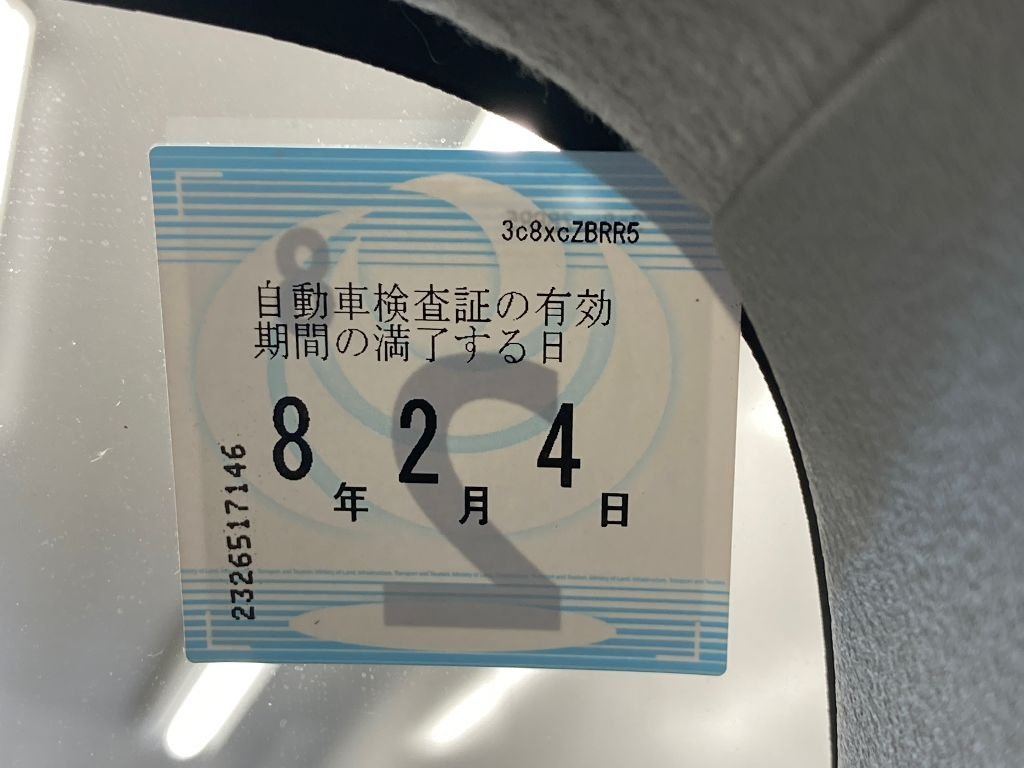 3c8xcZBRR5
自動車検査証の有効
期間の満了する日
8年 2月 4日
2326517146